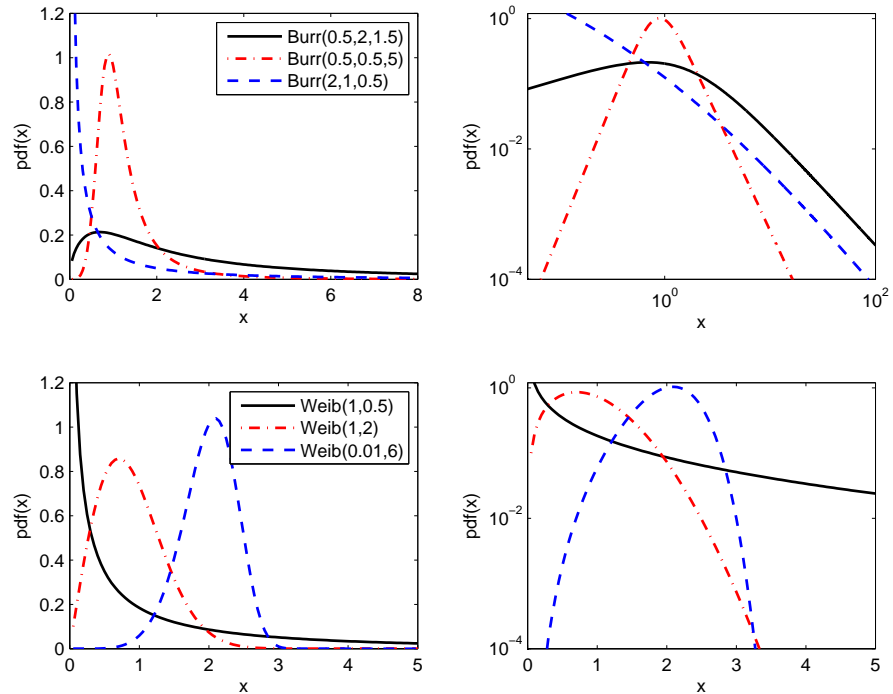 1.2
1
0.8
0.6
0.4
0.2
0
0 2 4 6 8
x
pdf(x)
Burr(0.5,2,1.5)
Burr(0.5,0.5,5)
Burr(2,1,0.5)
10^0
10^-2
10^-4
10^0 10^2
x
pdf(x)
1.2
1
0.8
0.6
0.4
0.2
0
0 1 2 3 4 5
x
pdf(x)
Weib(1,0.5)
Weib(1,2)
Weib(0.01,6)
10^0
10^-2
10^-4
0 1 2 3 4 5
x
pdf(x)